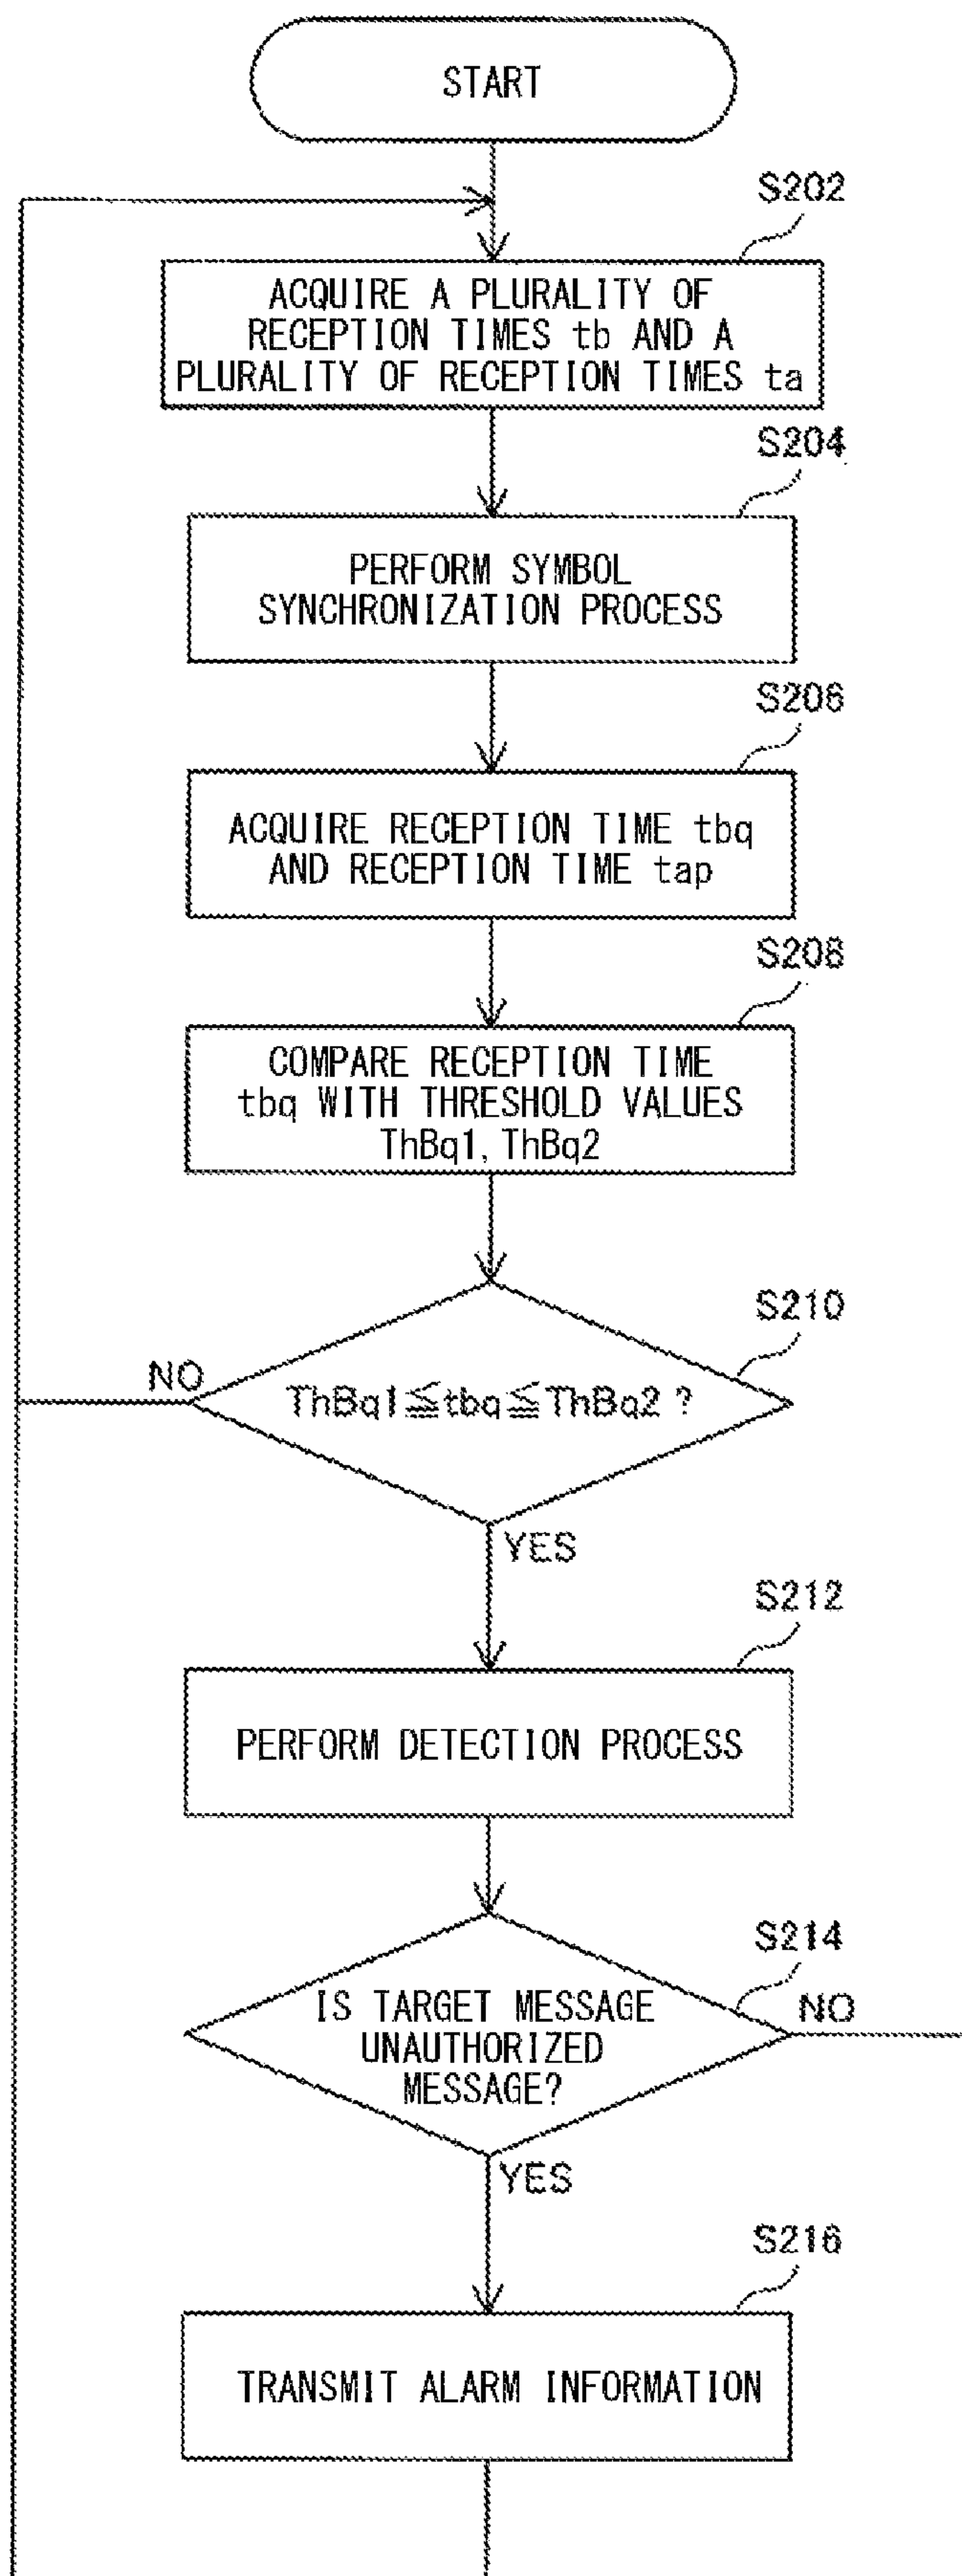 START
S202
ACQUIRE A PLURALITY OF
RECEPTION TIMES tb AND A
PLURALITY OF RECEPTION TIMES ta
S204
PERFORM SYMBOL
SYNCHRONIZATION PROCESS
S206
ACQUIRE RECEPTION TIME tbq
AND RECEPTION TIME tap
S208
COMPARE RECEPTION TIME
tbq WITH THRESHOLD VALUES
ThBq1, ThBq2
S210
NO
ThBq1≦tbq≦ThBq2 ?
YES
S212
PERFORM DETECTION PROCESS
S214
NO
IS TARGET MESSAGE
UNAUTHORIZED
MESSAGE?
YES
S216
TRANSMIT ALARM INFORMATION